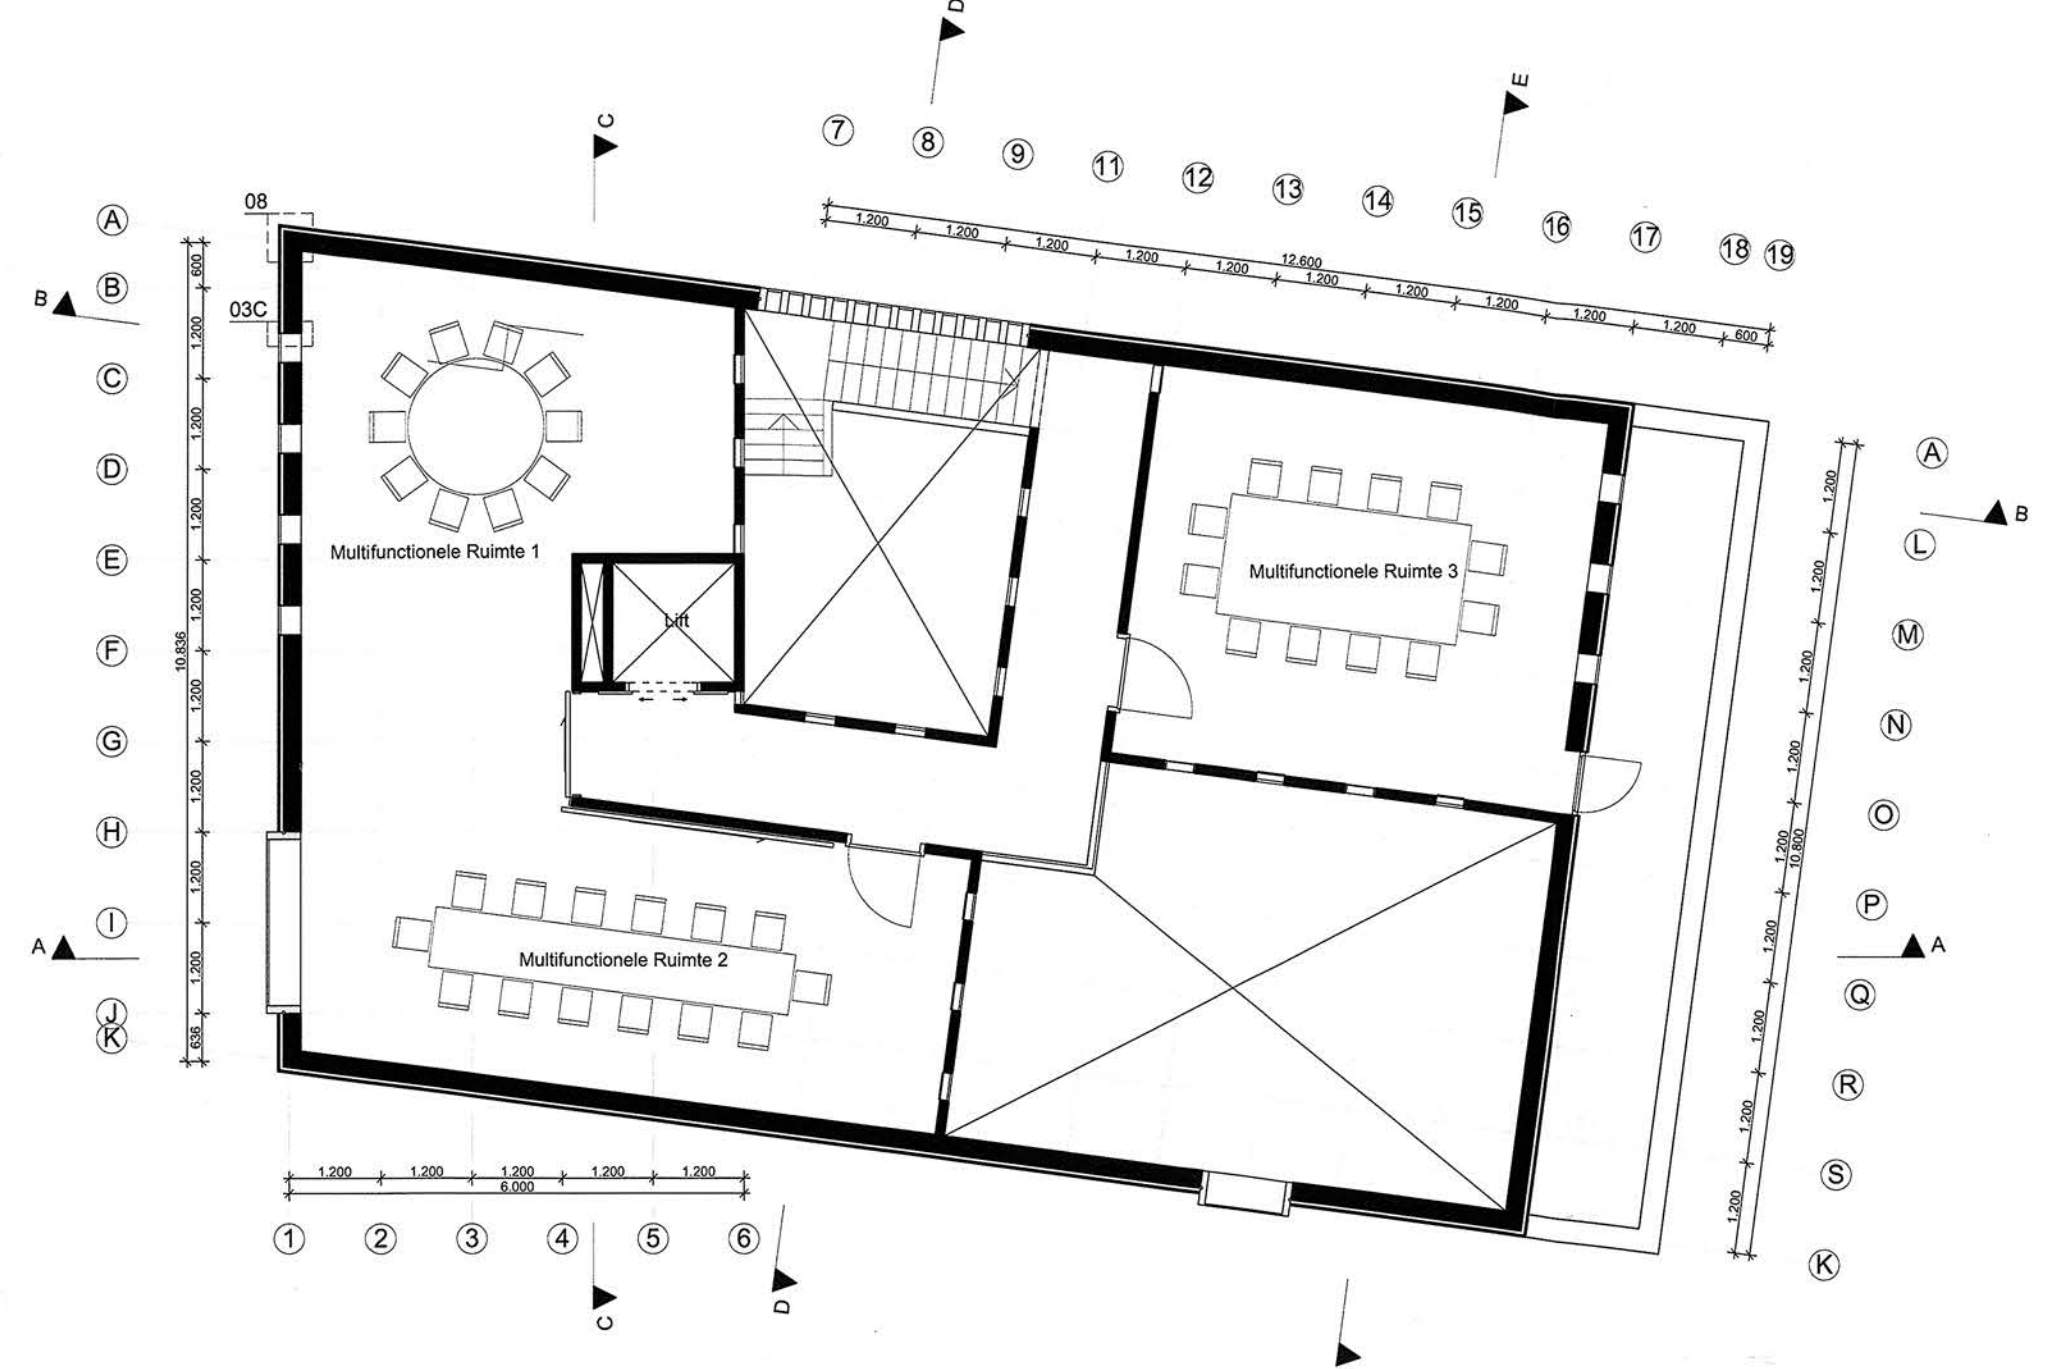 D
E
C
7 8 9 11 12 13 14 15 16 17 18 19
1.200 1.200 1.200 1.200 1.200 1.200 1.200 1.200 1.200 1.200 600
12.600
08
03C
A
B
B
C
D
E
F
G
H
I
A
J
K
600
1.200
1.200
1.200
1.200
1.200
1.200
1.200
1.200
636
10.836
Multifunctionele Ruimte 1
Lift
Multifunctionele Ruimte 3
Multifunctionele Ruimte 2
A
B
L
M
N
O
P
A
Q
R
S
K
1.200
1.200
1.200
1.200
1.200
1.200
1.200
1.200
1.200
10.800
1.200 1.200 1.200 1.200 1.200
6.000
1 2 3 4 5 6
D
C